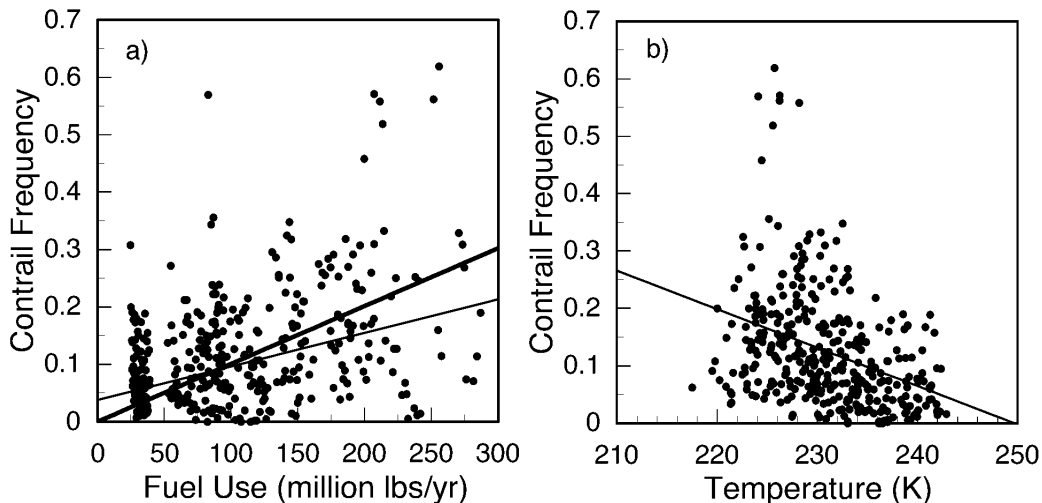 a)
Contrail Frequency
0.7
0.6
0.5
0.4
0.3
0.2
0.1
0
0 50 100 150 200 250 300
Fuel Use (million lbs/yr)
b)
Contrail Frequency
0.7
0.6
0.5
0.4
0.3
0.2
0.1
0
210 220 230 240 250
Temperature (K)